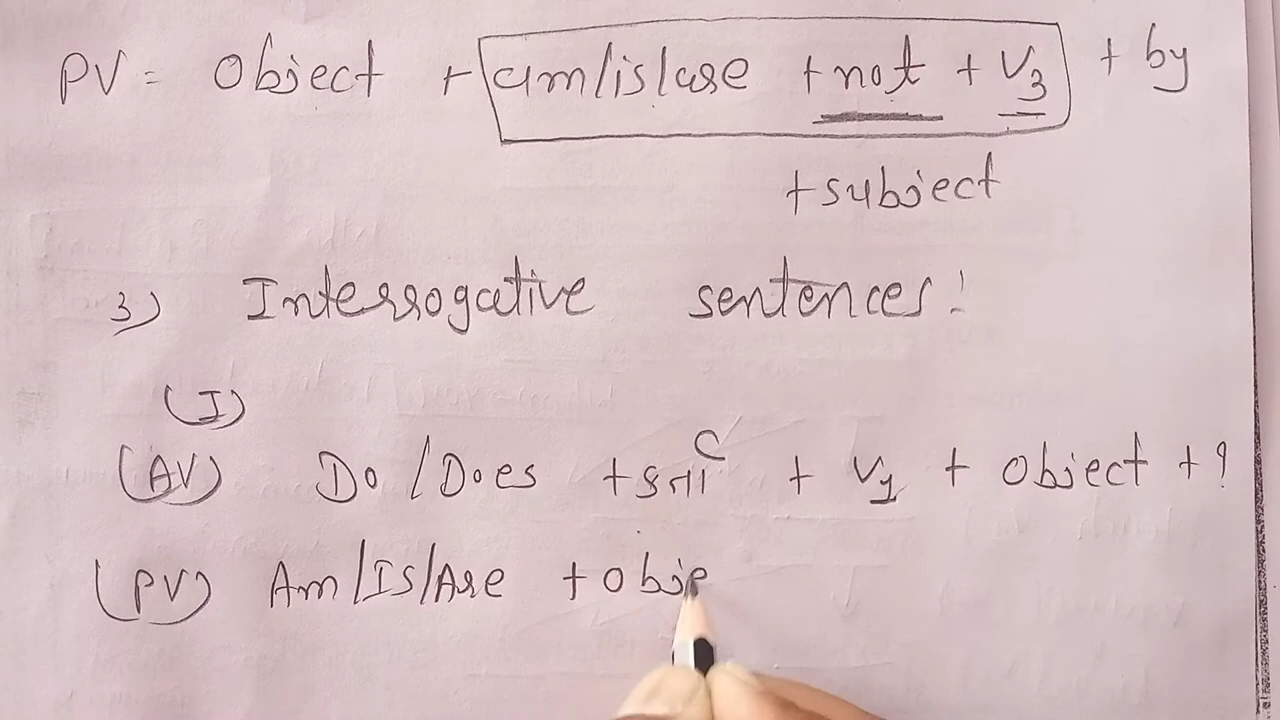 PV = Object + am/is/are + not + V3 + by
+ subject
3) Interrogative sentences:
(I)
(AV) Do/Does + + V1 + object + ?
(PV) Am/Is/Are + obje